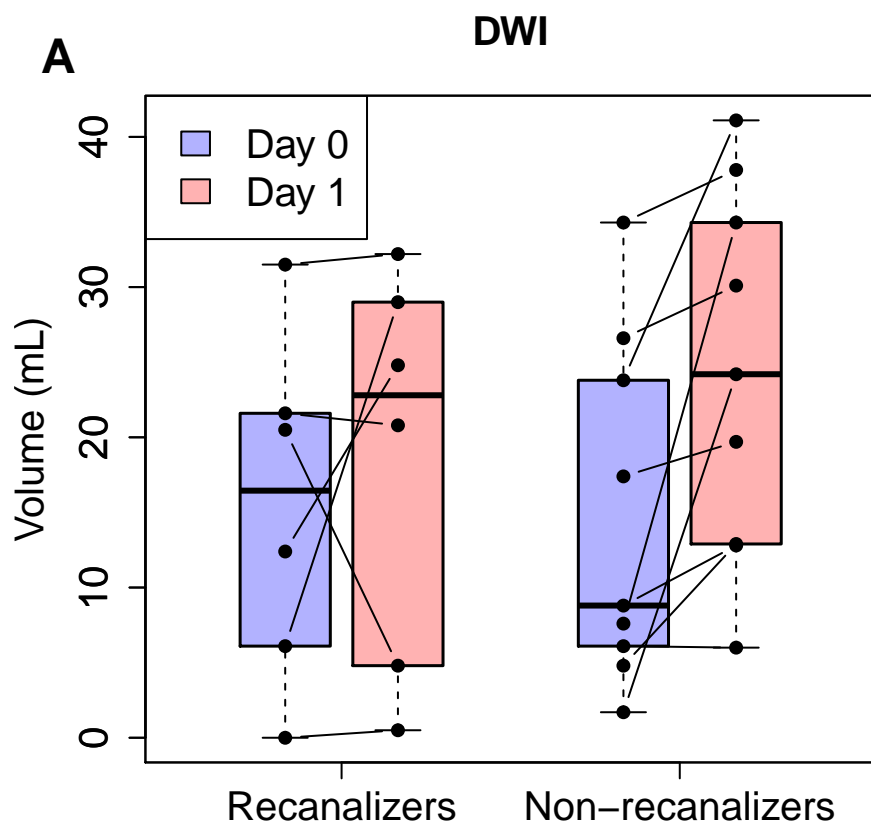 DWI
A
Day 0
Day 1
Volume (mL)
40
30
20
10
0
Recanalizers
Non−recanalizers